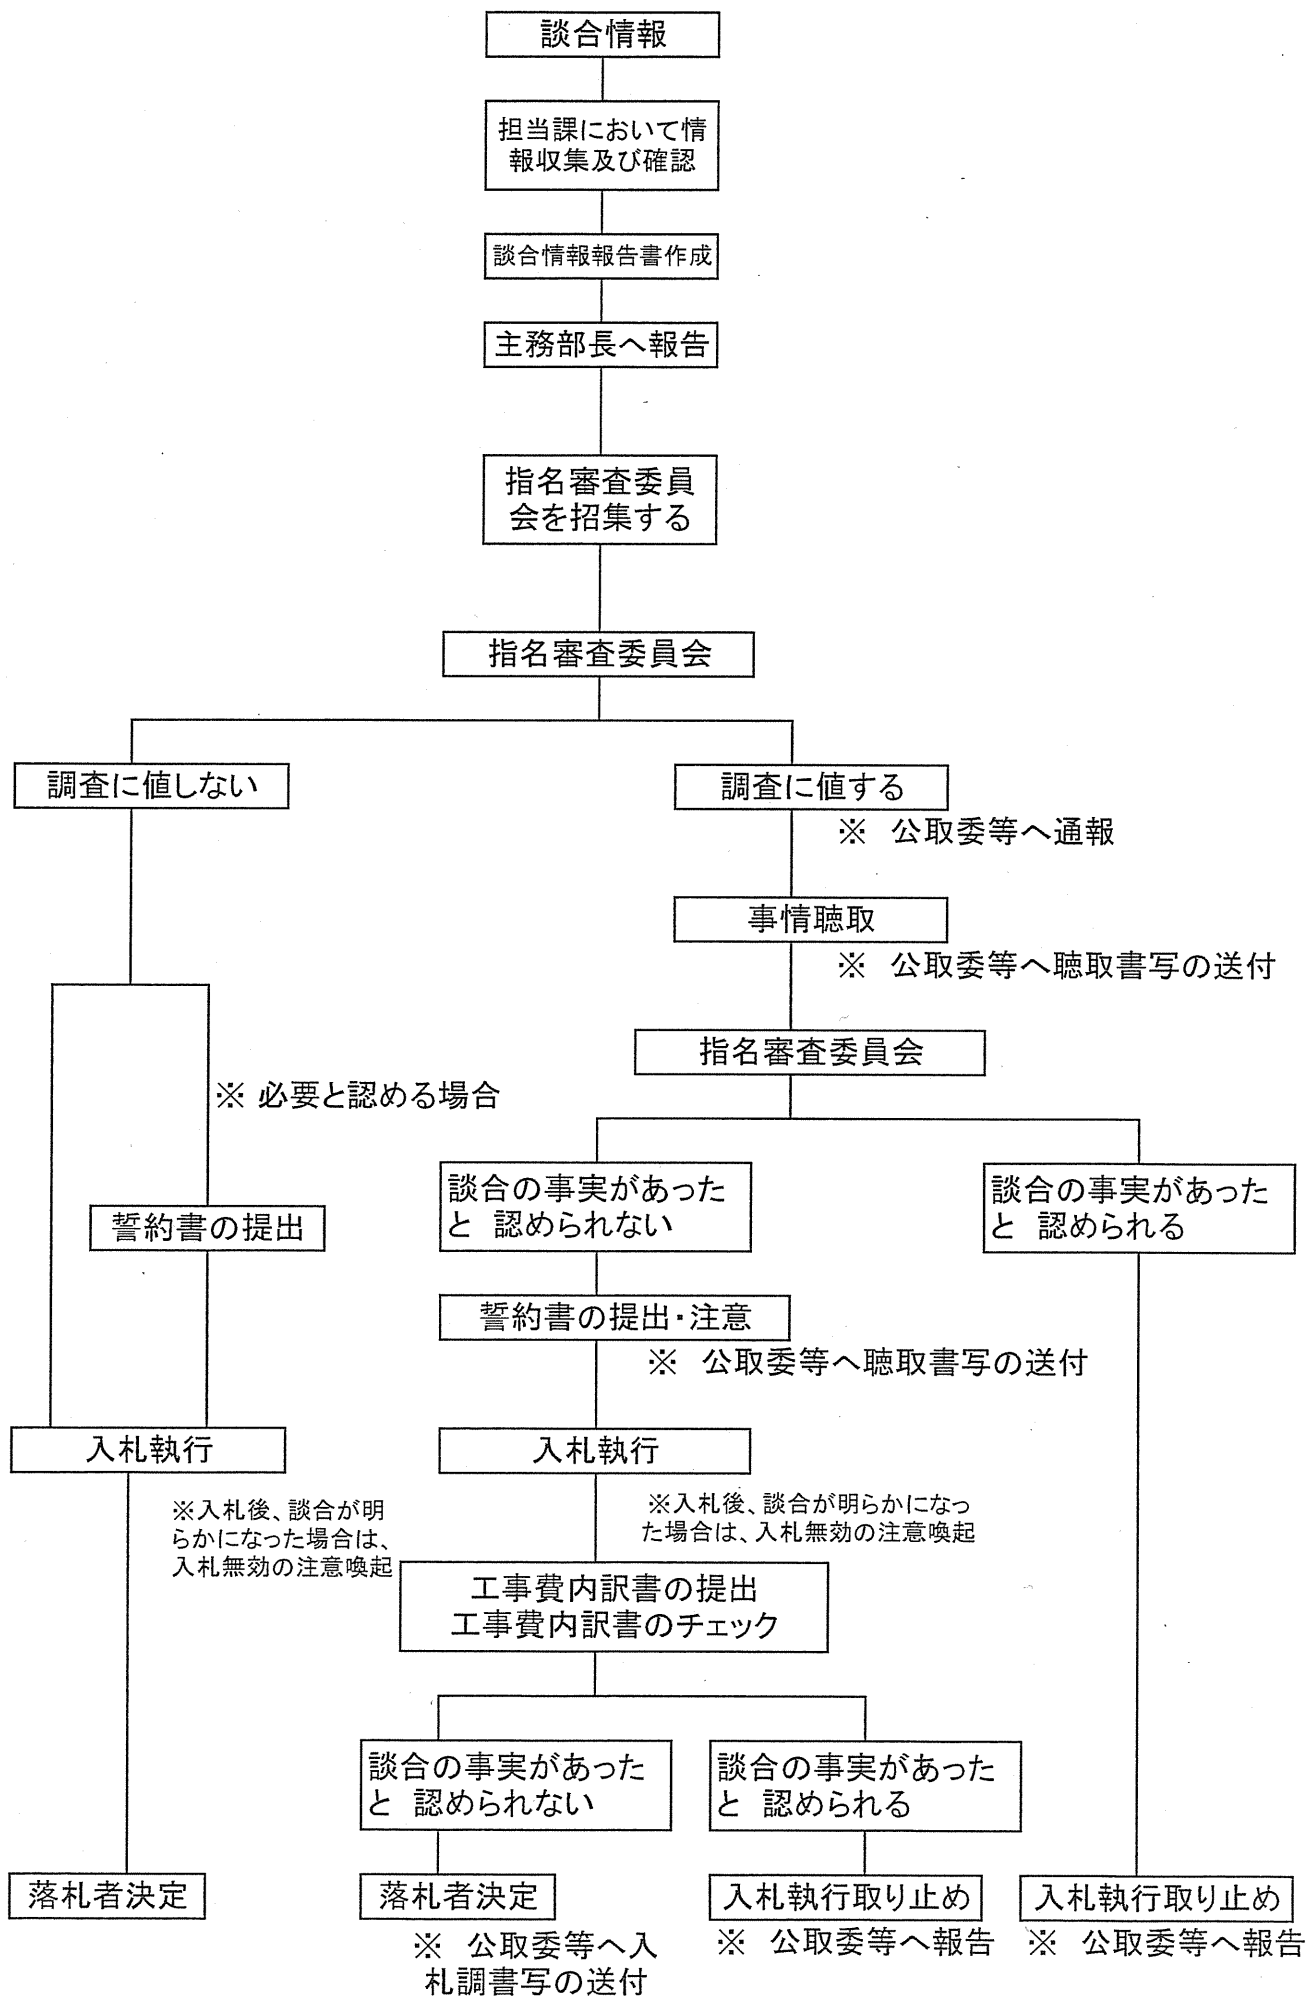 談合情報
担当課において情
報収集及び確認
談合情報報告書作成
主務部長へ報告
指名審査委員
会を招集する
指名審査委員会
調査に値しない
調査に値する
※ 公取委等へ通報
事情聴取
※ 公取委等へ聴取書写の送付
指名審査委員会
※ 必要と認める場合
誓約書の提出
談合の事実があった
と 認められない
談合の事実があった
と 認められる
誓約書の提出・注意
※ 公取委等へ聴取書写の送付
入札執行
入札執行
※入札後、談合が明
らかになった場合は、
入札無効の注意喚起
※入札後、談合が明らかになっ
た場合は、入札無効の注意喚起
工事費内訳書の提出
工事費内訳書のチェック
談合の事実があった
と 認められない
談合の事実があった
と 認められる
落札者決定
落札者決定
※ 公取委等へ入
札調書写の送付
入札執行取り止め
※ 公取委等へ報告
入札執行取り止め
※ 公取委等へ報告